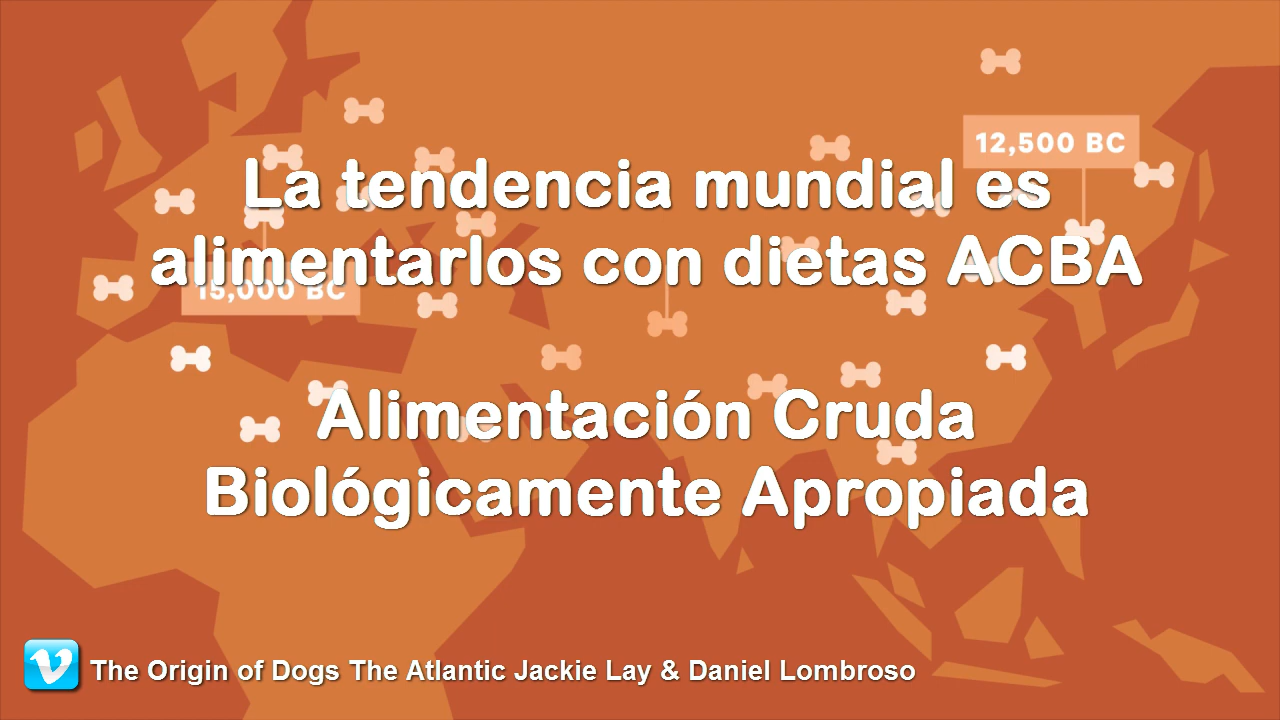 12,500 BC
La tendencia mundial es
alimentarlos con dietas ACBA
15,000 BC
Alimentación Cruda
Biológicamente Apropiada
The Origin of Dogs The Atlantic Jackie Lay & Daniel Lombroso